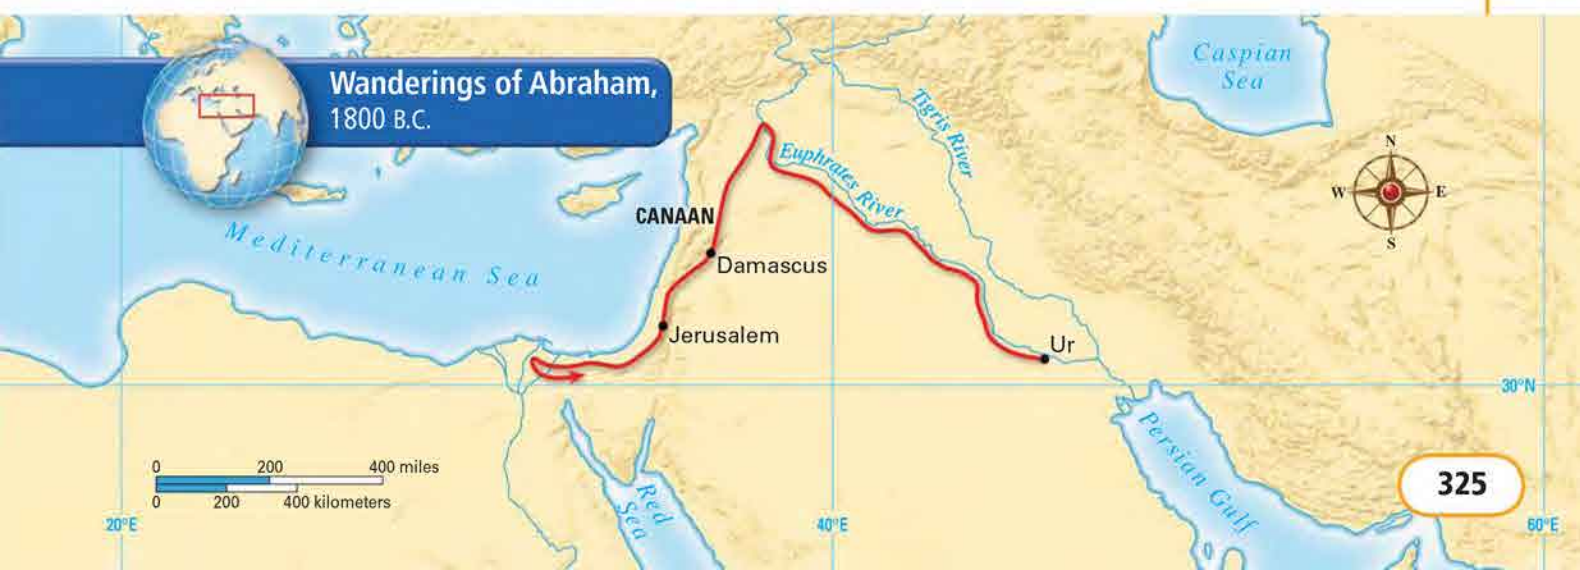 Wanderings of Abraham,
1800 B.C.
Caspian
Sea
Tigris River
N
W
E
S
Euphrates River
CANAAN
Mediterranean Sea
Damascus
Jerusalem
Ur
30°N
Persian Gulf
Red
Sea
0 200 400 miles
0 200 400 kilometers
20°E
40°E
60°E
325